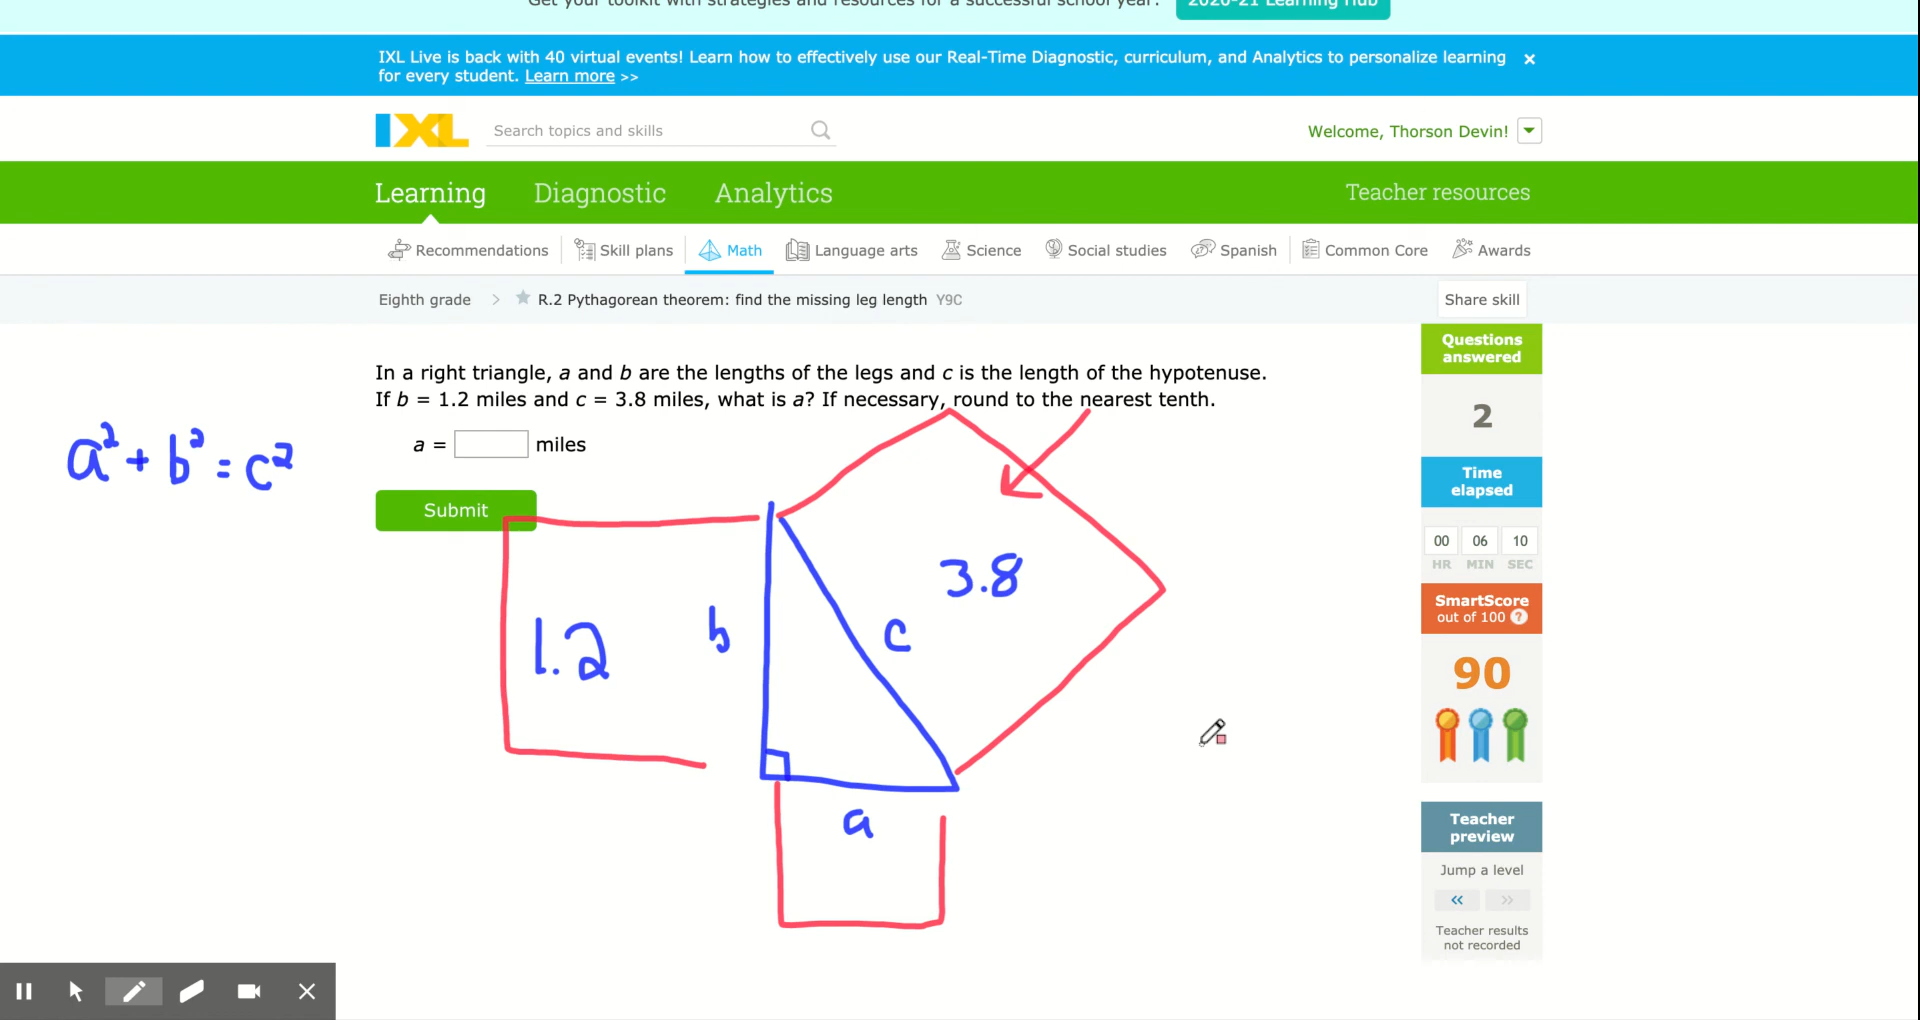 Get your toolkit with strategies and resources for a successful school year! 2020-21 Learning Hub
IXL Live is back with 40 virtual events! Learn how to effectively use our Real-Time Diagnostic, curriculum, and Analytics to personalize learning
for every student. Learn more >>
IXL Search topics and skills Welcome, Thorson Devin!
Learning Diagnostic Analytics Teacher resources
Recommendations Skill plans Math Language arts Science Social studies Spanish Common Core Awards
Eighth grade > R.2 Pythagorean theorem: find the missing leg length Y9C Share skill
In a right triangle, a and b are the lengths of the legs and c is the length of the hypotenuse.
If b = 1.2 miles and c = 3.8 miles, what is a? If necessary, round to the nearest tenth.
a = miles
a² + b² = c²
Submit
3.8
1.2
b
c
a
Questions
answered
2
Time
elapsed
00 06 10
HR MIN SEC
SmartScore
out of 100 ?
90
Teacher
preview
Jump a level
<< >>
Teacher results
not recorded